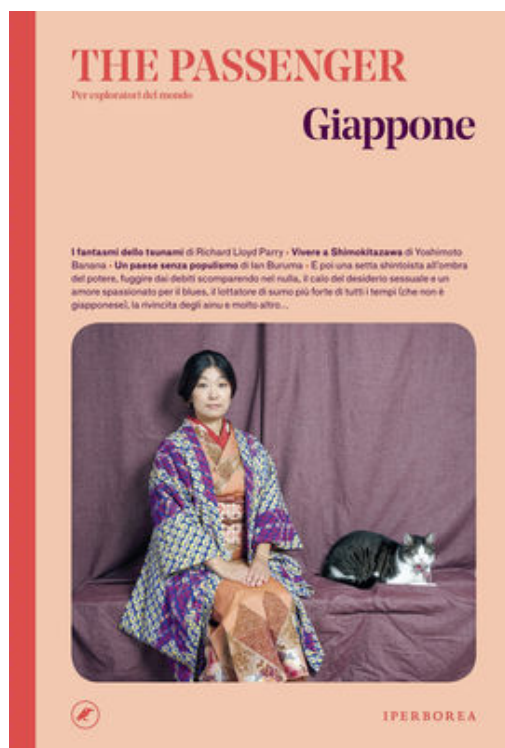 THE PASSENGER
Per esploratori del mondo
Giappone
I fantasmi dello tsunami di Richard Lloyd Parry · Vivere a Shimokitazawa di Yoshimoto
Banana · Un paese senza populismo di Ian Buruma · E poi una setta shintoista all'ombra
del potere, fuggire dai debiti scomparendo nel nulla, il calo del desiderio sessuale e un
amore spassionato per il blues, il lottatore di sumo più forte di tutti i tempi (che non è
giapponese), la rivincita degli ainu e molto altro...
IPERBOREA